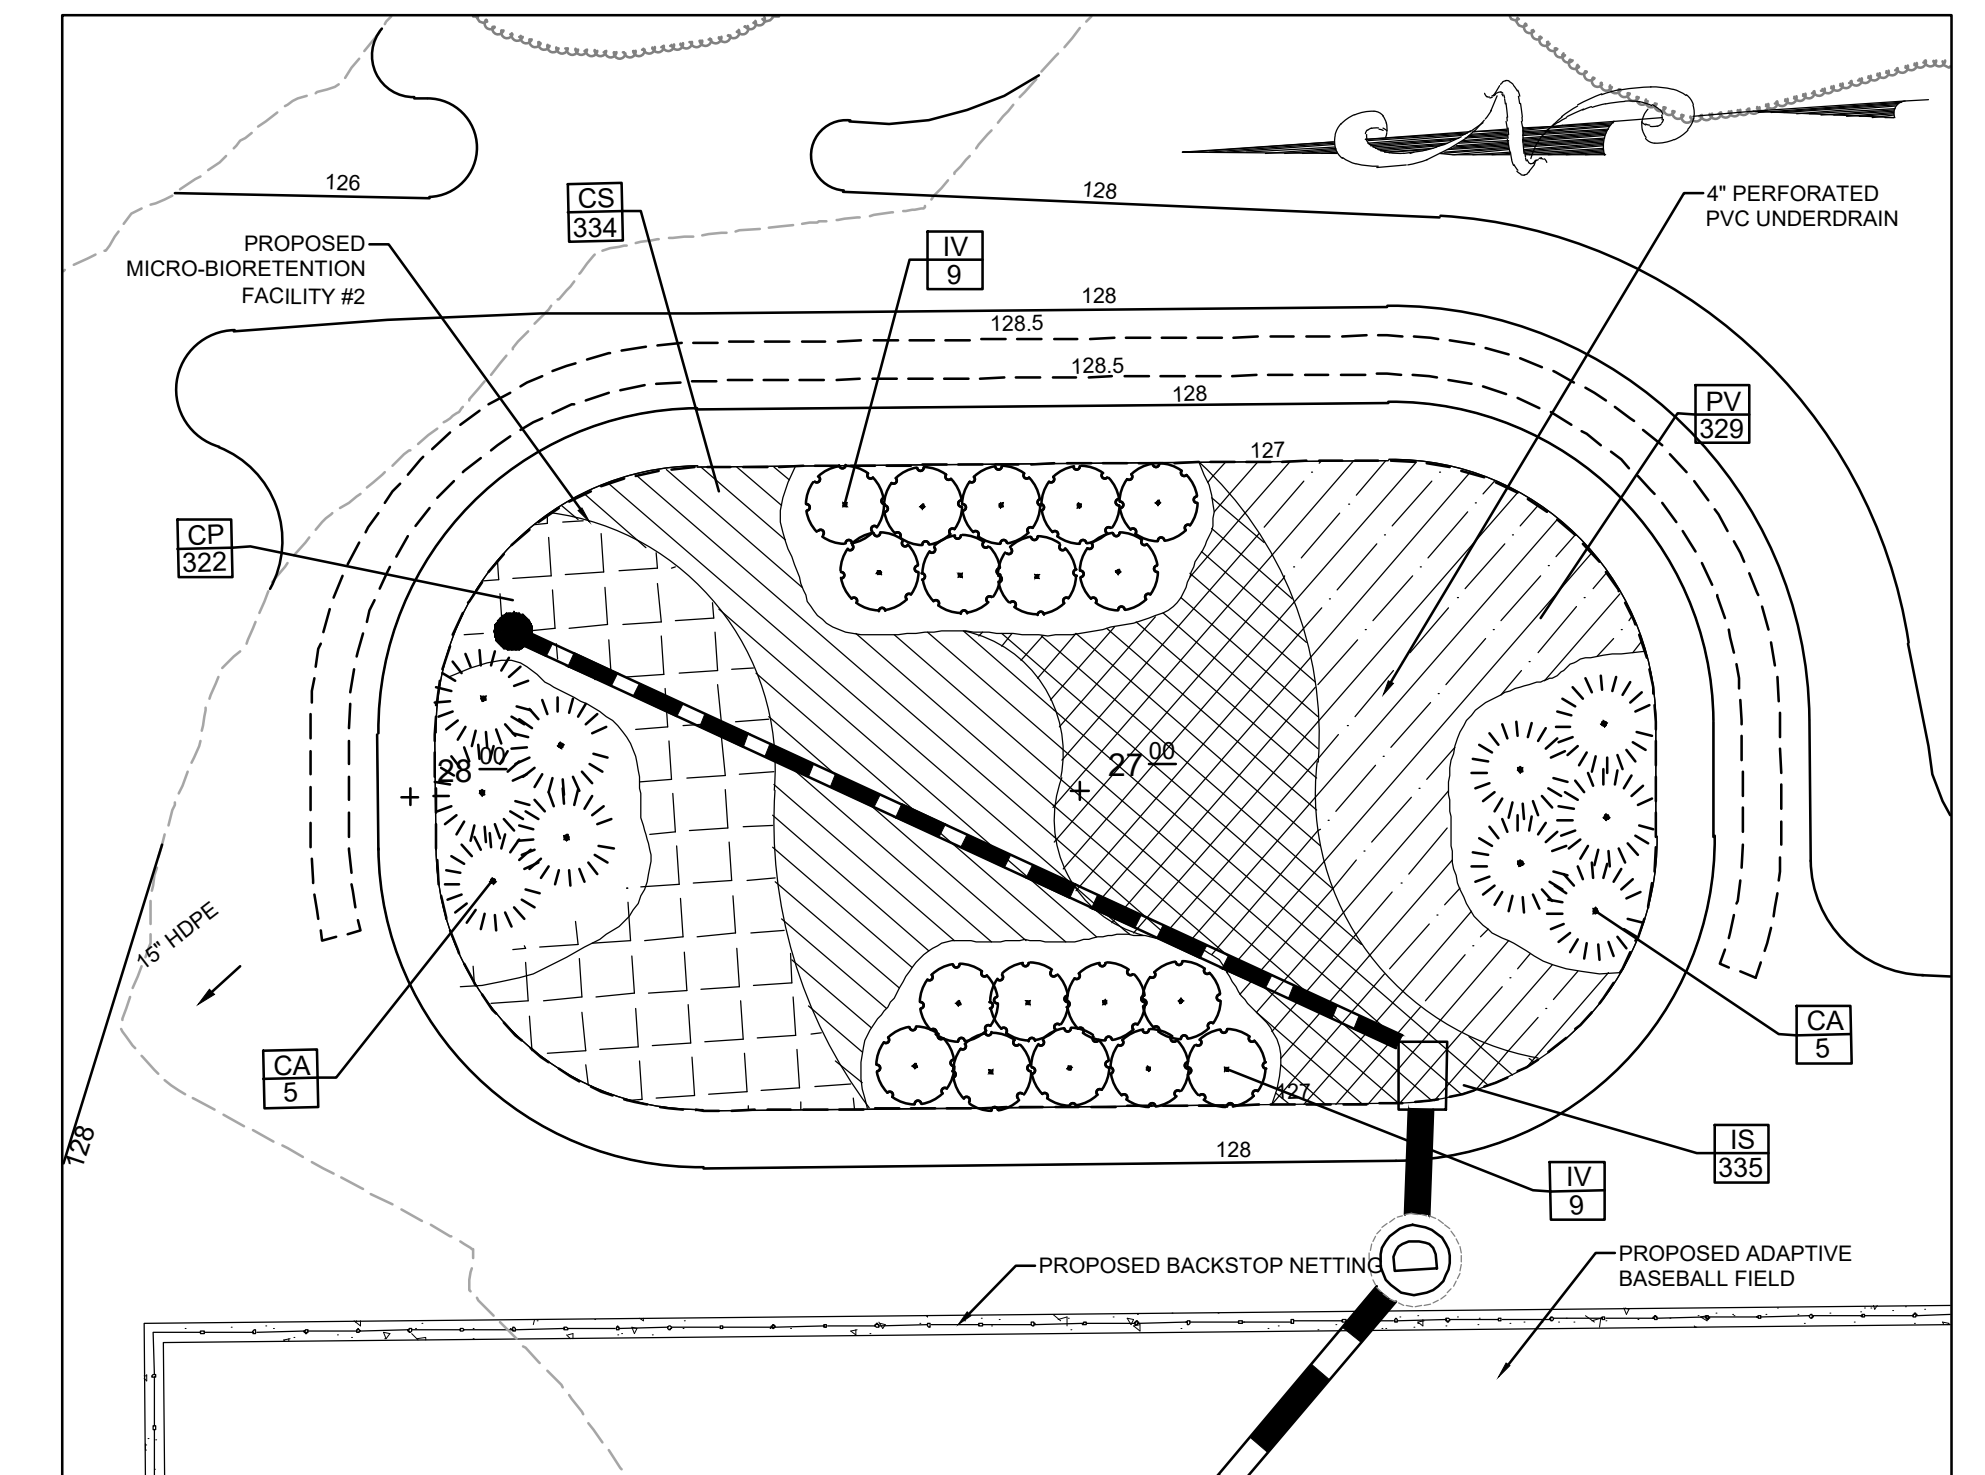 126
CS
334
128
4" PERFORATED
PVC UNDERDRAIN
PROPOSED
MICRO-BIORETENTION
FACILITY #2
IV
9
128
128.5
128.5
128
PV
329
127
CP
322
28 00
27 00
15" HDPE
CA
5
CA
5
127
128
128
IS
335
IV
9
PROPOSED BACKSTOP NETTING
D
PROPOSED ADAPTIVE
BASEBALL FIELD
N